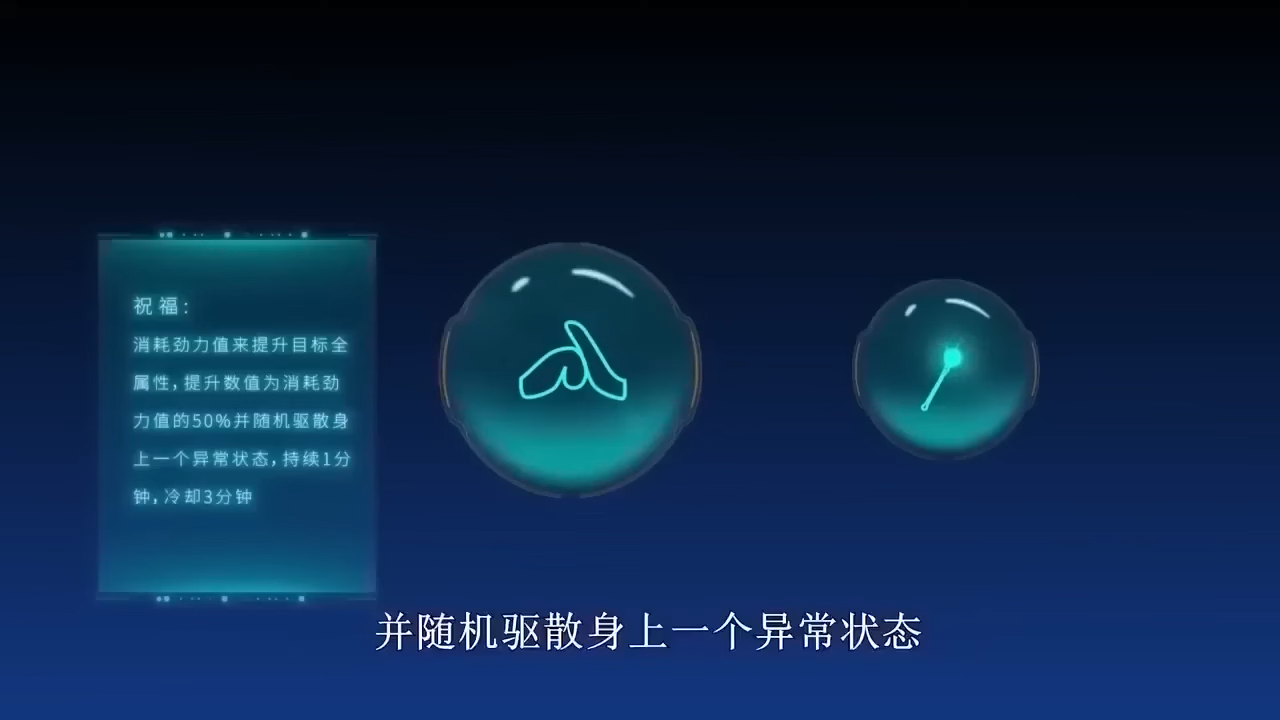 祝福:
消耗劲力值来提升目标全
属性,提升数值为消耗劲
力值的50%并随机驱散身
上一个异常状态,持续1分
钟,冷却3分钟
并随机驱散身上一个异常状态